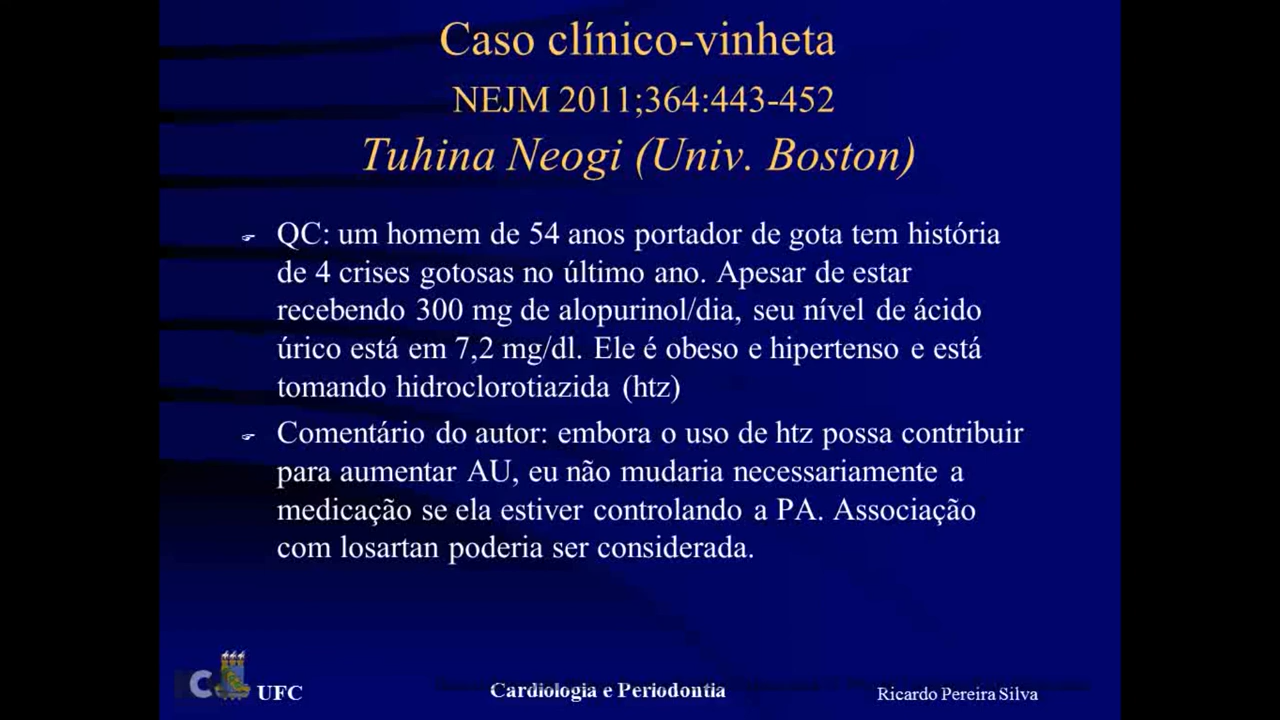 Caso clínico-vinheta
NEJM 2011;364:443-452
Tuhina Neogi (Univ. Boston)
QC: um homem de 54 anos portador de gota tem história
de 4 crises gotosas no último ano. Apesar de estar
recebendo 300 mg de alopurinol/dia, seu nível de ácido
úrico está em 7,2 mg/dl. Ele é obeso e hipertenso e está
tomando hidroclorotiazida (htz)
Comentário do autor: embora o uso de htz possa contribuir
para aumentar AU, eu não mudaria necessariamente a
medicação se ela estiver controlando a PA. Associação
com losartan poderia ser considerada.
UFC
Cardiologia e Periodontia
Ricardo Pereira Silva